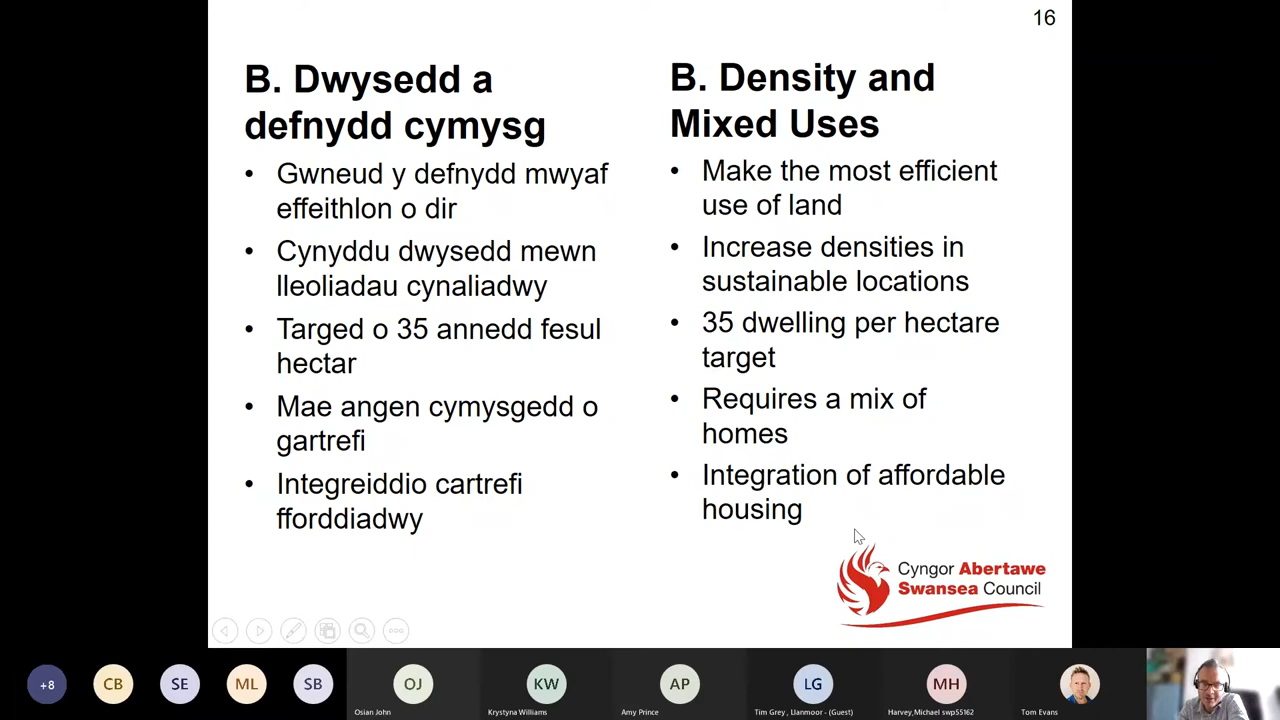 16
B. Dwysedd a
defnydd cymysg
• Gwneud y defnydd mwyaf
effeithlon o dir
• Cynyddu dwysedd mewn
lleoliadau cynaliadwy
• Targed o 35 annedd fesul
hectar
• Mae angen cymysgedd o
gartrefi
• Integreiddio cartrefi
fforddiadwy
B. Density and
Mixed Uses
• Make the most efficient
use of land
• Increase densities in
sustainable locations
• 35 dwelling per hectare
target
• Requires a mix of
homes
• Integration of affordable
housing
Cyngor Abertawe
Swansea Council
+8
CB
SE
ML
SB
OJ
Osian John
KW
Krystyna Williams
AP
Amy Prince
LG
Tim Grey , Llanmoor - (Guest)
MH
Harvey,Michael swp55162
Tom Evans